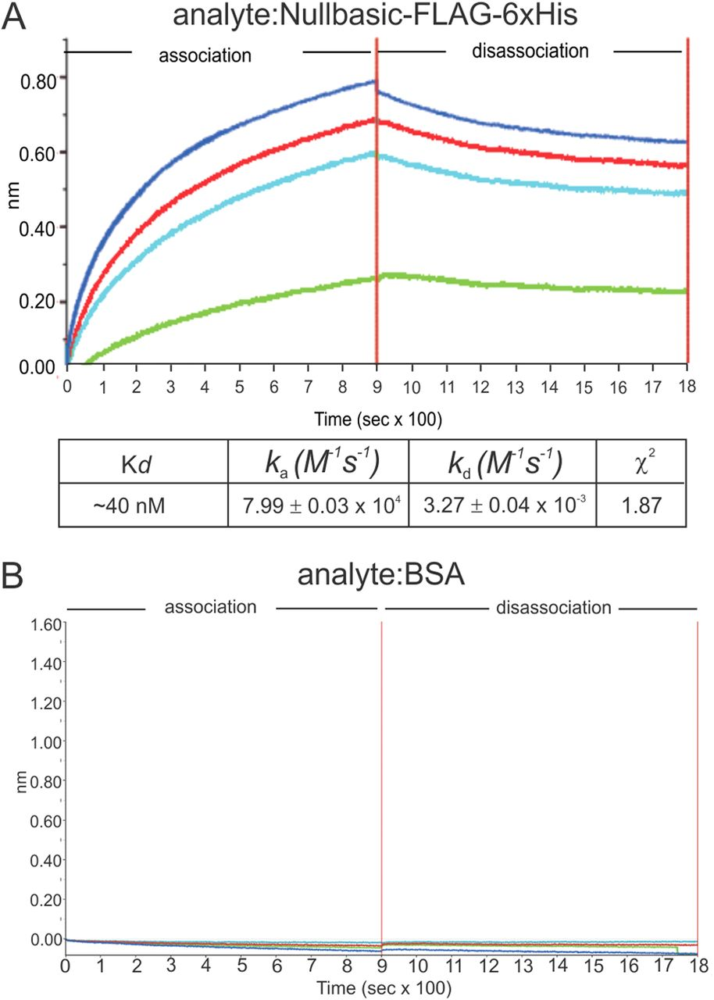 A
analyte:Nullbasic-FLAG-6xHis
association
disassociation
0.80
0.60
0.40
0.20
0.00
nm
0 1 2 3 4 5 6 7 8 9 10 11 12 13 14 15 16 17 18
Time (sec x 100)
Kd ka (M-1s-1) kd (M-1s-1) χ2
~40 nM 7.99 ± 0.03 x 104 3.27 ± 0.04 x 10-3 1.87
B
analyte:BSA
association
disassociation
1.60
1.40
1.20
1.00
0.80
0.60
0.40
0.20
0.00
nm
0 1 2 3 4 5 6 7 8 9 10 11 12 13 14 15 16 17 18
Time (sec x 100)